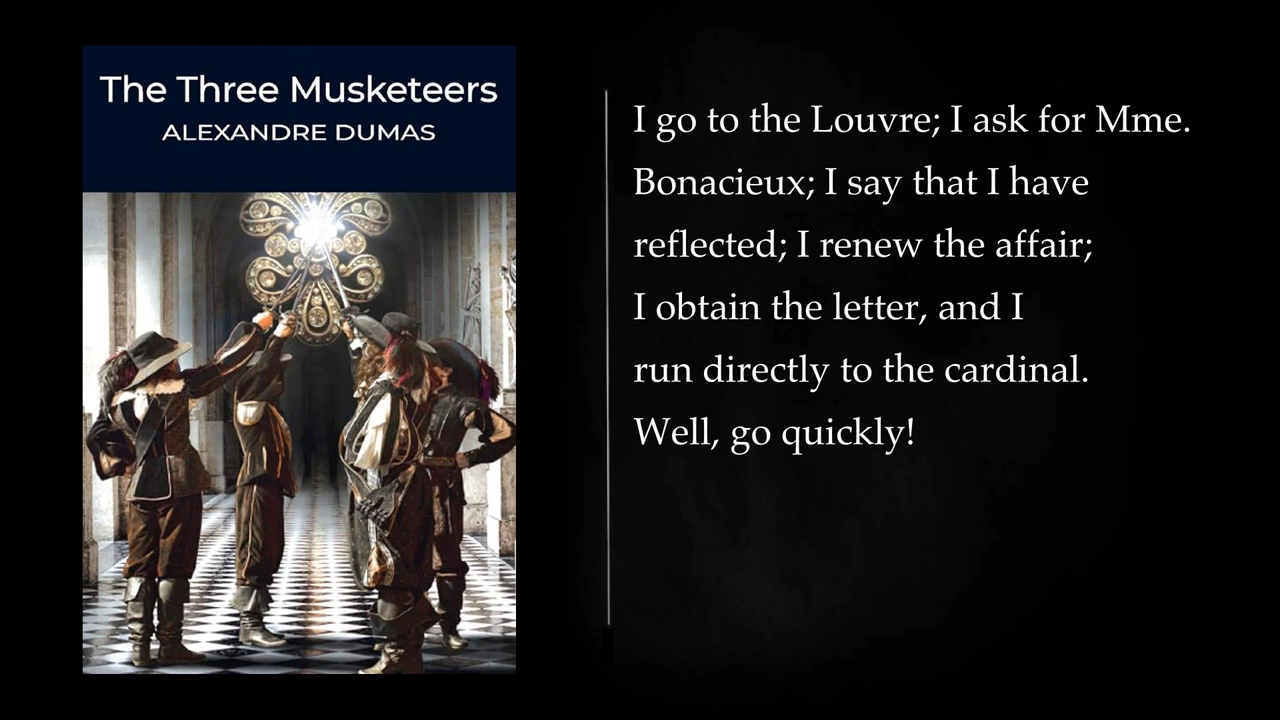 The Three Musketeers
ALEXANDRE DUMAS
I go to the Louvre; I ask for Mme.
Bonacieux; I say that I have
reflected; I renew the affair;
I obtain the letter, and I
run directly to the cardinal.
Well, go quickly!